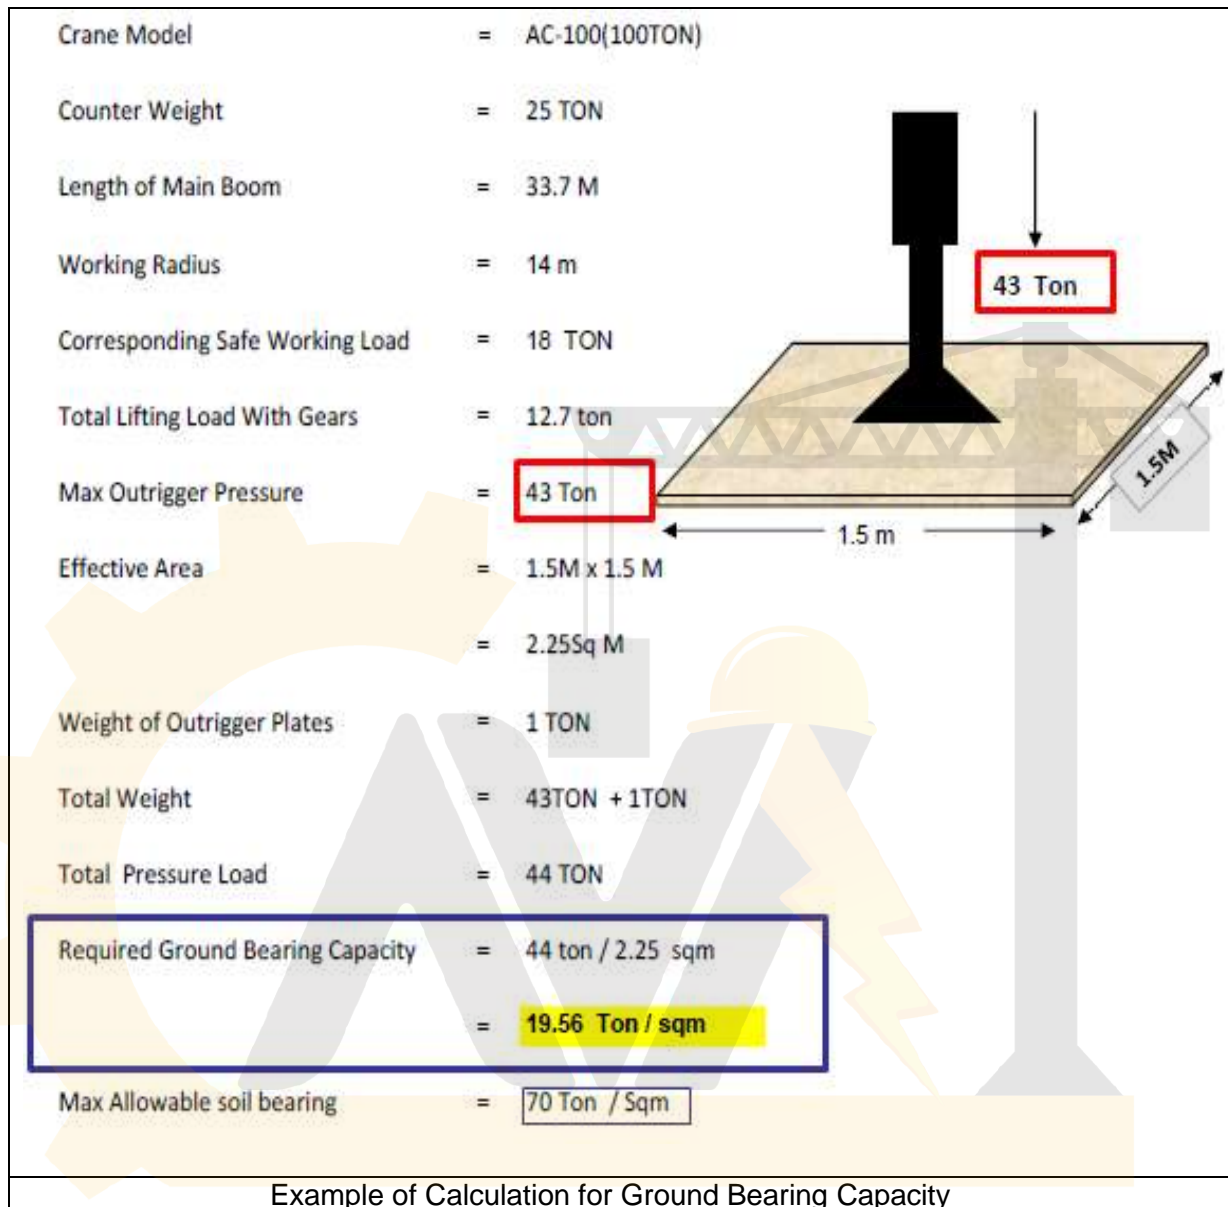 Crane Model = AC-100(100TON)
Counter Weight = 25 TON
Length of Main Boom = 33.7 M
Working Radius = 14 m
43 Ton
Corresponding Safe Working Load = 18 TON
Total Lifting Load With Gears = 12.7 ton
1.5M
Max Outrigger Pressure = 43 Ton
1.5 m
Effective Area = 1.5M x 1.5 M
= 2.25Sq M
Weight of Outrigger Plates = 1 TON
Total Weight = 43TON + 1TON
Total Pressure Load = 44 TON
Required Ground Bearing Capacity = 44 ton / 2.25 sqm
= 19.56 Ton / sqm
Max Allowable soil bearing = 70 Ton / Sqm
Example of Calculation for Ground Bearing Capacity